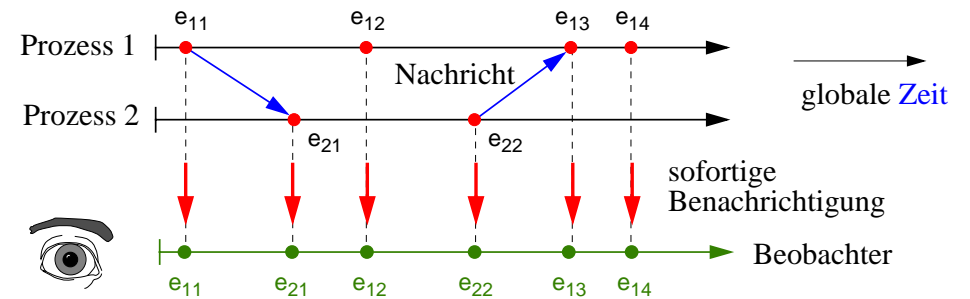 e11 e12 e13 e14
Prozess 1
Nachricht
globale Zeit
Prozess 2
e21 e22
sofortige
Benachrichtigung
Beobachter
e11 e21 e12 e22 e13 e14